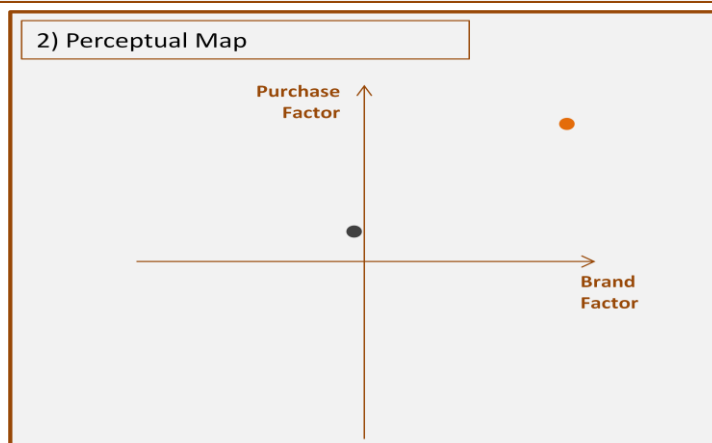 2) Perceptual Map
Purchase
Factor
Brand
Factor